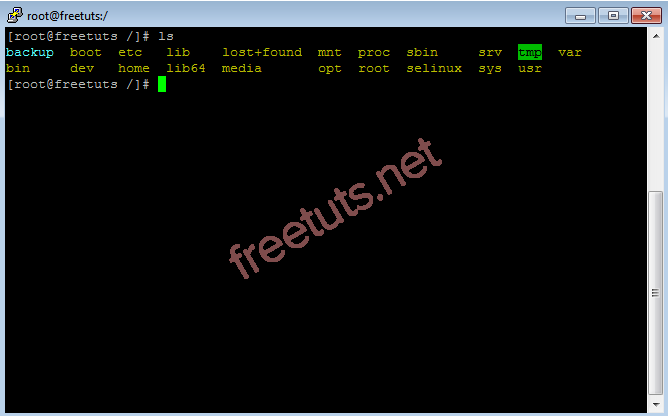 root@freetuts:/
[root@freetuts /]# ls
backup boot etc lib lost+found mnt proc sbin srv tmp var
bin dev home lib64 media opt root selinux sys usr
[root@freetuts /]#
freetuts.net